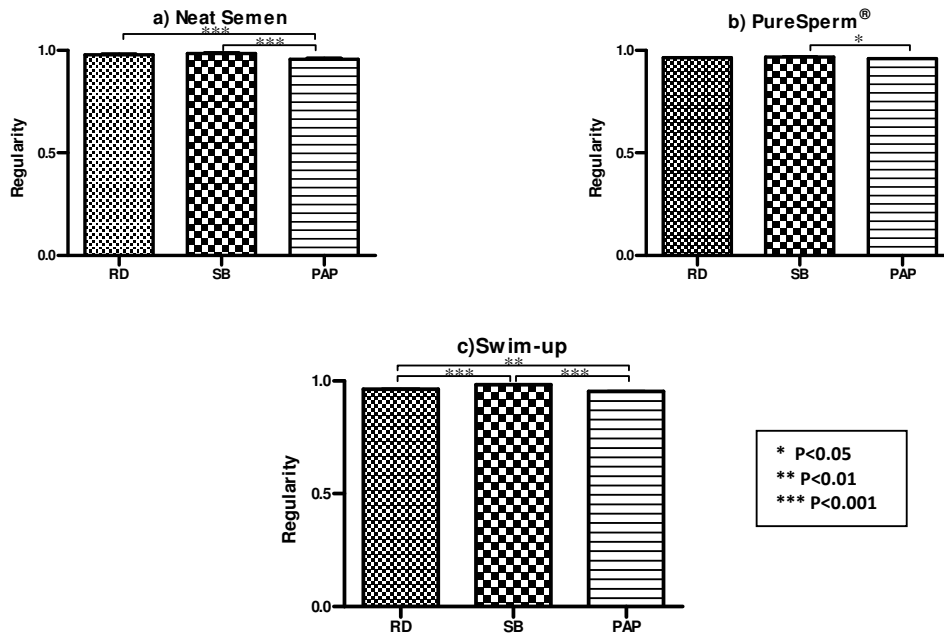 a) Neat Semen
***
***
1.0
0.5
0.0
Regularity
RD SB PAP
b) PureSperm®
*
1.0
0.5
0.0
Regularity
RD SB PAP
c)Swim-up
**
*** ***
1.0
0.5
0.0
Regularity
RD SB PAP
* P<0.05
** P<0.01
*** P<0.001